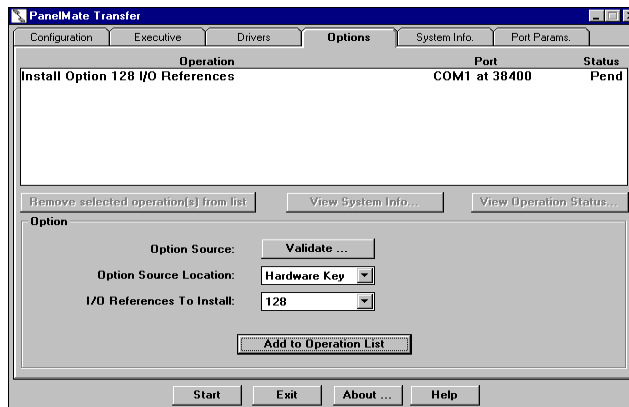 PanelMate Transfer
Configuration Executive Drivers Options System Info. Port Params.
Operation Port Status
Install Option 128 I/O References COM1 at 38400 Pend
Remove selected operation(s) from list View System Info... View Operation Status...
Option
Option Source: Validate ...
Option Source Location: Hardware Key
I/O References To Install: 128
Add to Operation List
Start Exit About ... Help